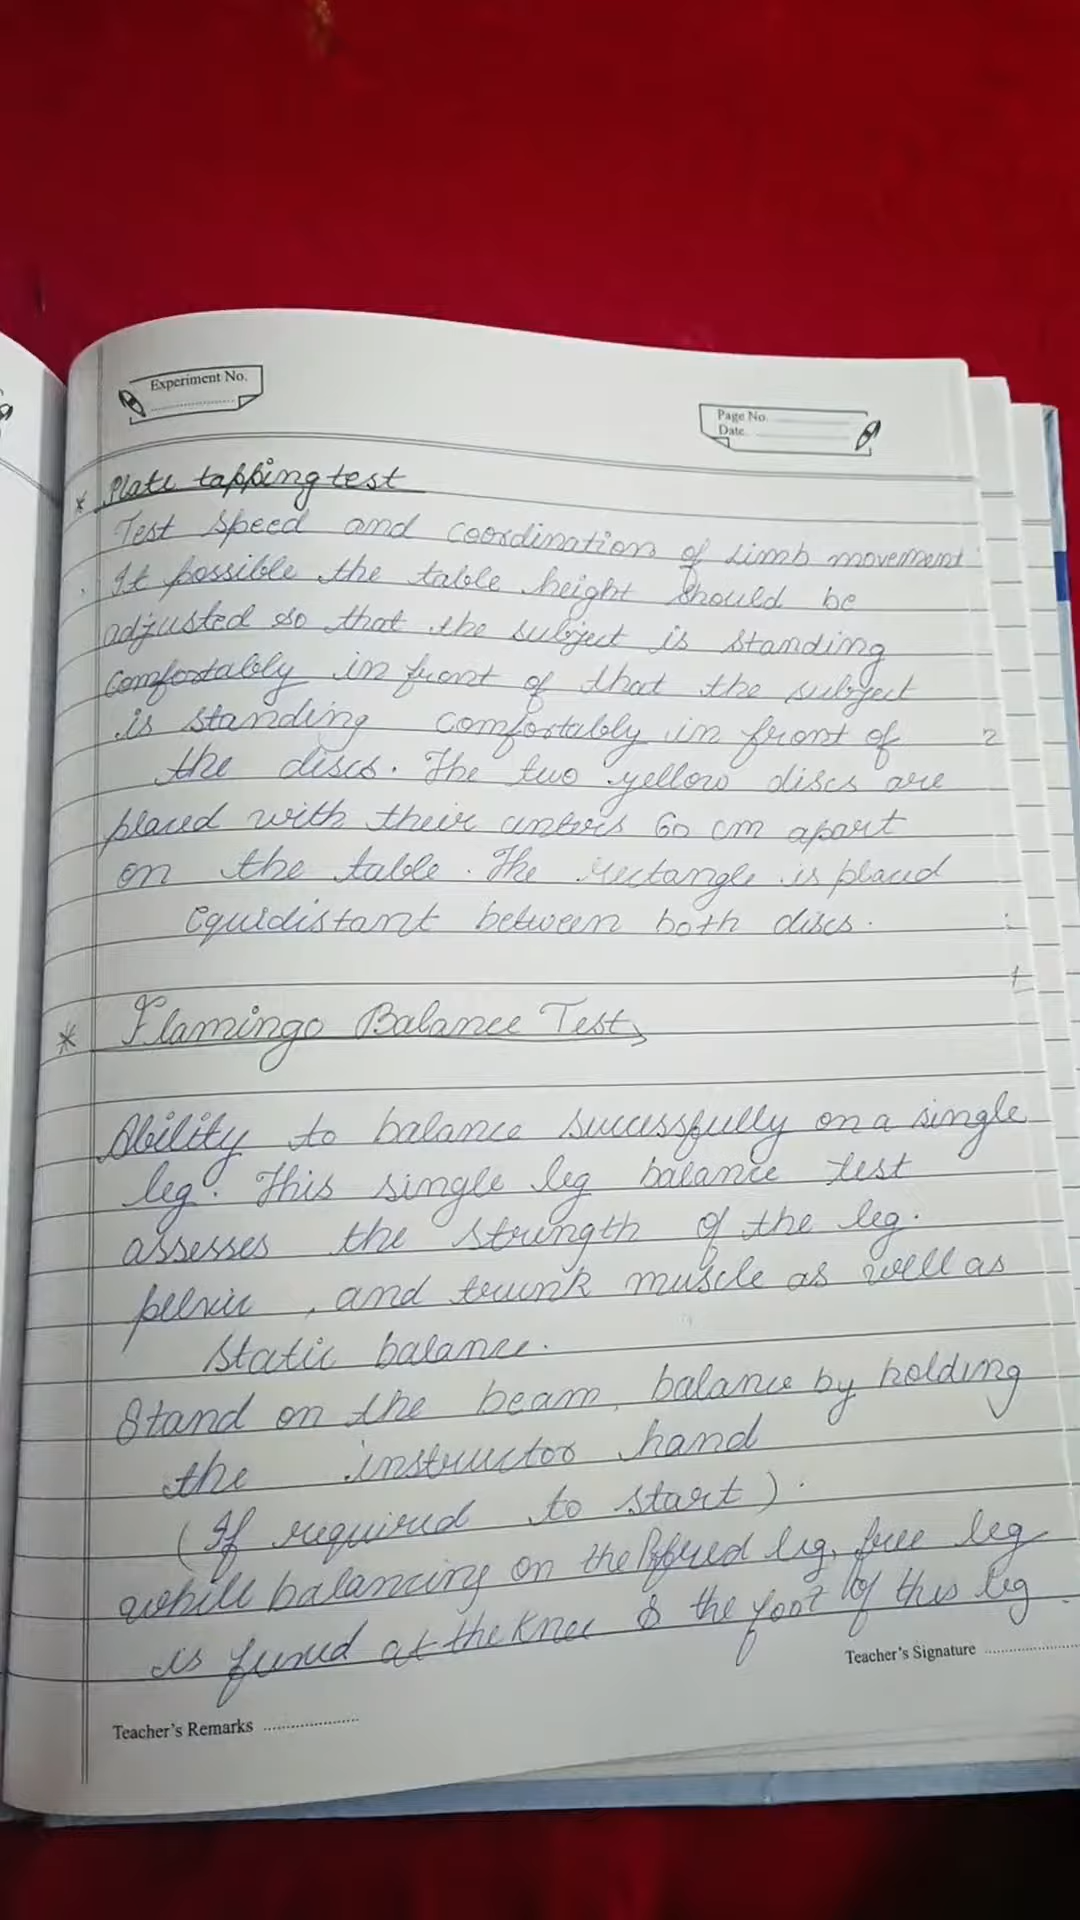 Experiment No.
Page No.
Date
* Plate tapping test
Test speed and coordination of limb movement
It possible the table height should be
adjusted so that the subject is standing
comfortably in front of that the subject
is standing comfortably in front of
the discs. The two yellow discs are
placed with their centers 60 cm apart
on the table. The rectangle is placed
equidistant between both discs.
* Flamingo Balance Test
Ability to balance successfully on a single
leg. This single leg balance test
assesses the strength of the leg.
pelvic, and trunk muscle as well as
static balance.
Stand on the beam, balance by holding
the instructor hand
(If required to start).
while balancing on the leg, free leg
is at the knee & the foot of this leg
Teacher's Signature
Teacher's Remarks